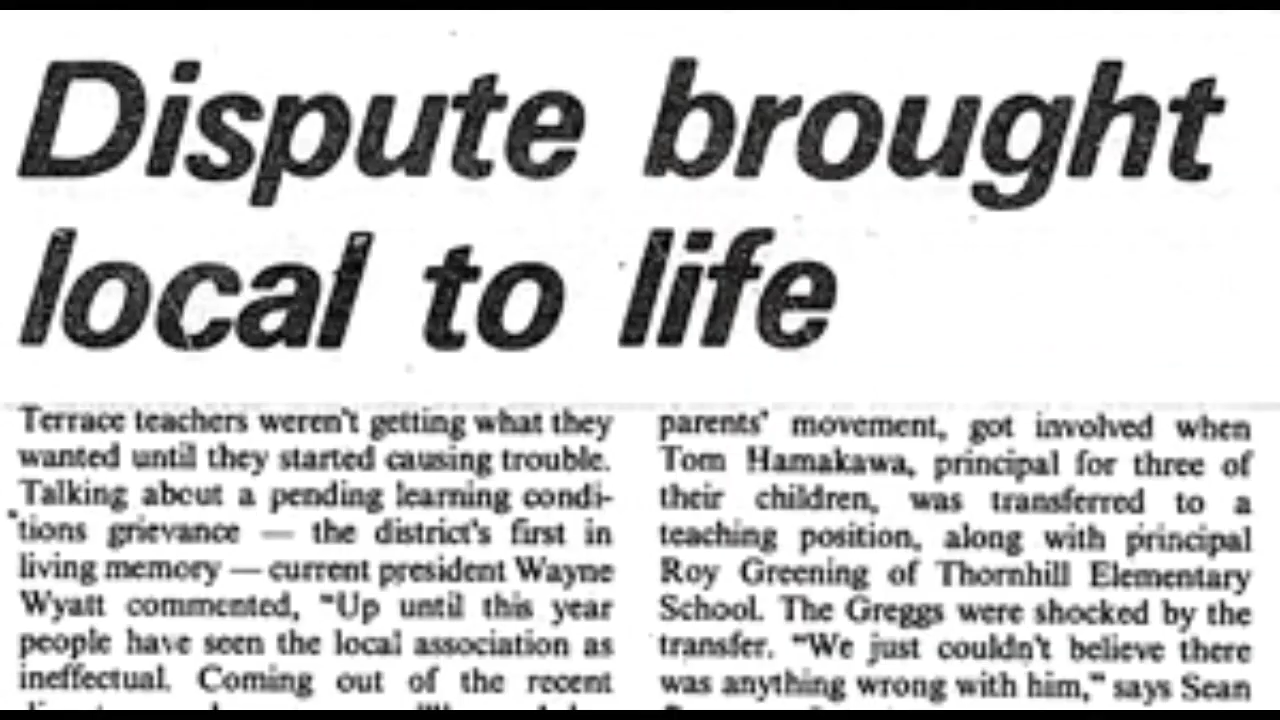 Dispute brought
local to life
Terrace teachers weren't getting what they
wanted until they started causing trouble.
Talking about a pending learning condi-
tions grievance — the district's first in
living memory — current president Wayne
Wyatt commented, "Up until this year
people have seen the local association as
ineffectual. Coming out of the recent
parents' movement, got involved when
Tom Hamakawa, principal for three of
their children, was transferred to a
teaching position, along with principal
Roy Greening of Thornhill Elementary
School. The Greggs were shocked by the
transfer. "We just couldn't believe there
was anything wrong with him," says Sean